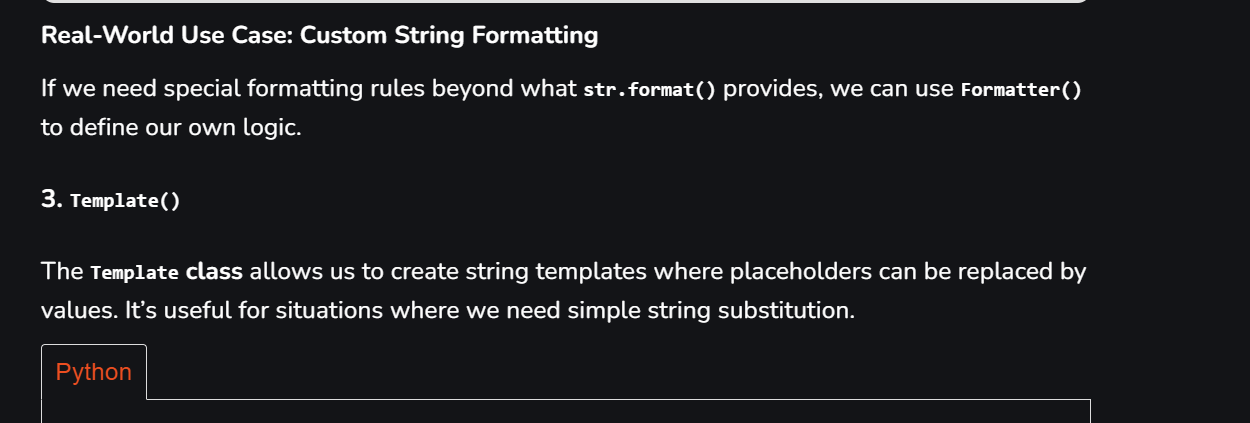 Real-World Use Case: Custom String Formatting
If we need special formatting rules beyond what str.format() provides, we can use Formatter()
to define our own logic.
3. Template()
The Template class allows us to create string templates where placeholders can be replaced by
values. It’s useful for situations where we need simple string substitution.
Python